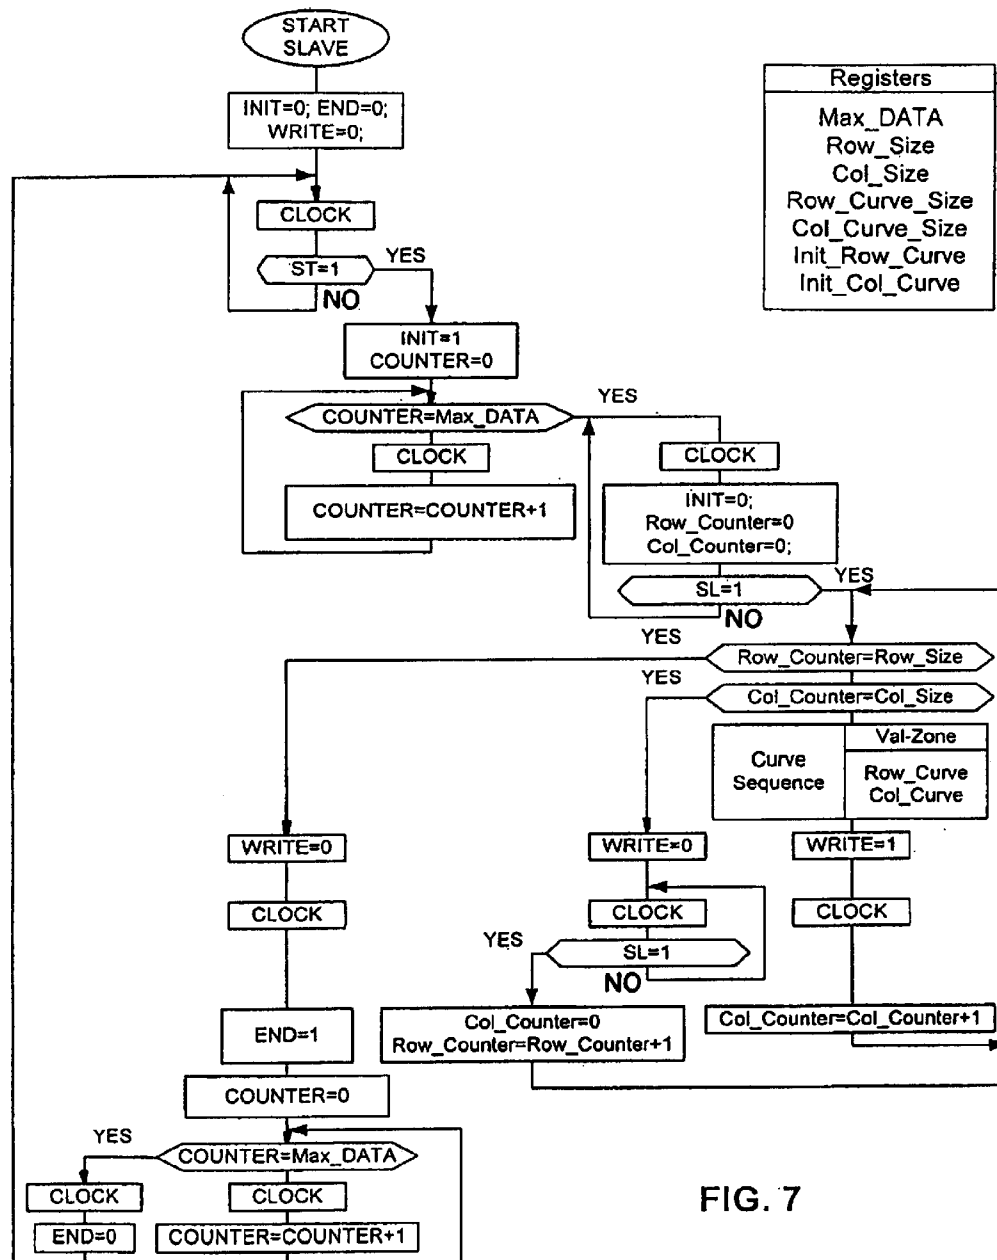 START
SLAVE
INIT=0; END=0;
WRITE=0;
CLOCK
ST=1
YES
NO
INIT=1
COUNTER=0
COUNTER=Max_DATA
YES
CLOCK
COUNTER=COUNTER+1
CLOCK
INIT=0;
Row_Counter=0
Col_Counter=0;
SL=1
YES
NO
Registers
Max_DATA
Row_Size
Col_Size
Row_Curve_Size
Col_Curve_Size
Init_Row_Curve
Init_Col_Curve
YES
Row_Counter=Row_Size
YES
Col_Counter=Col_Size
Curve
Sequence
Val-Zone
Row_Curve
Col_Curve
WRITE=0
WRITE=0
WRITE=1
CLOCK
CLOCK
CLOCK
YES
SL=1
NO
END=1
Col_Counter=0
Row_Counter=Row_Counter+1
Col_Counter=Col_Counter+1
COUNTER=0
YES
COUNTER=Max_DATA
CLOCK
CLOCK
END=0
COUNTER=COUNTER+1
FIG. 7